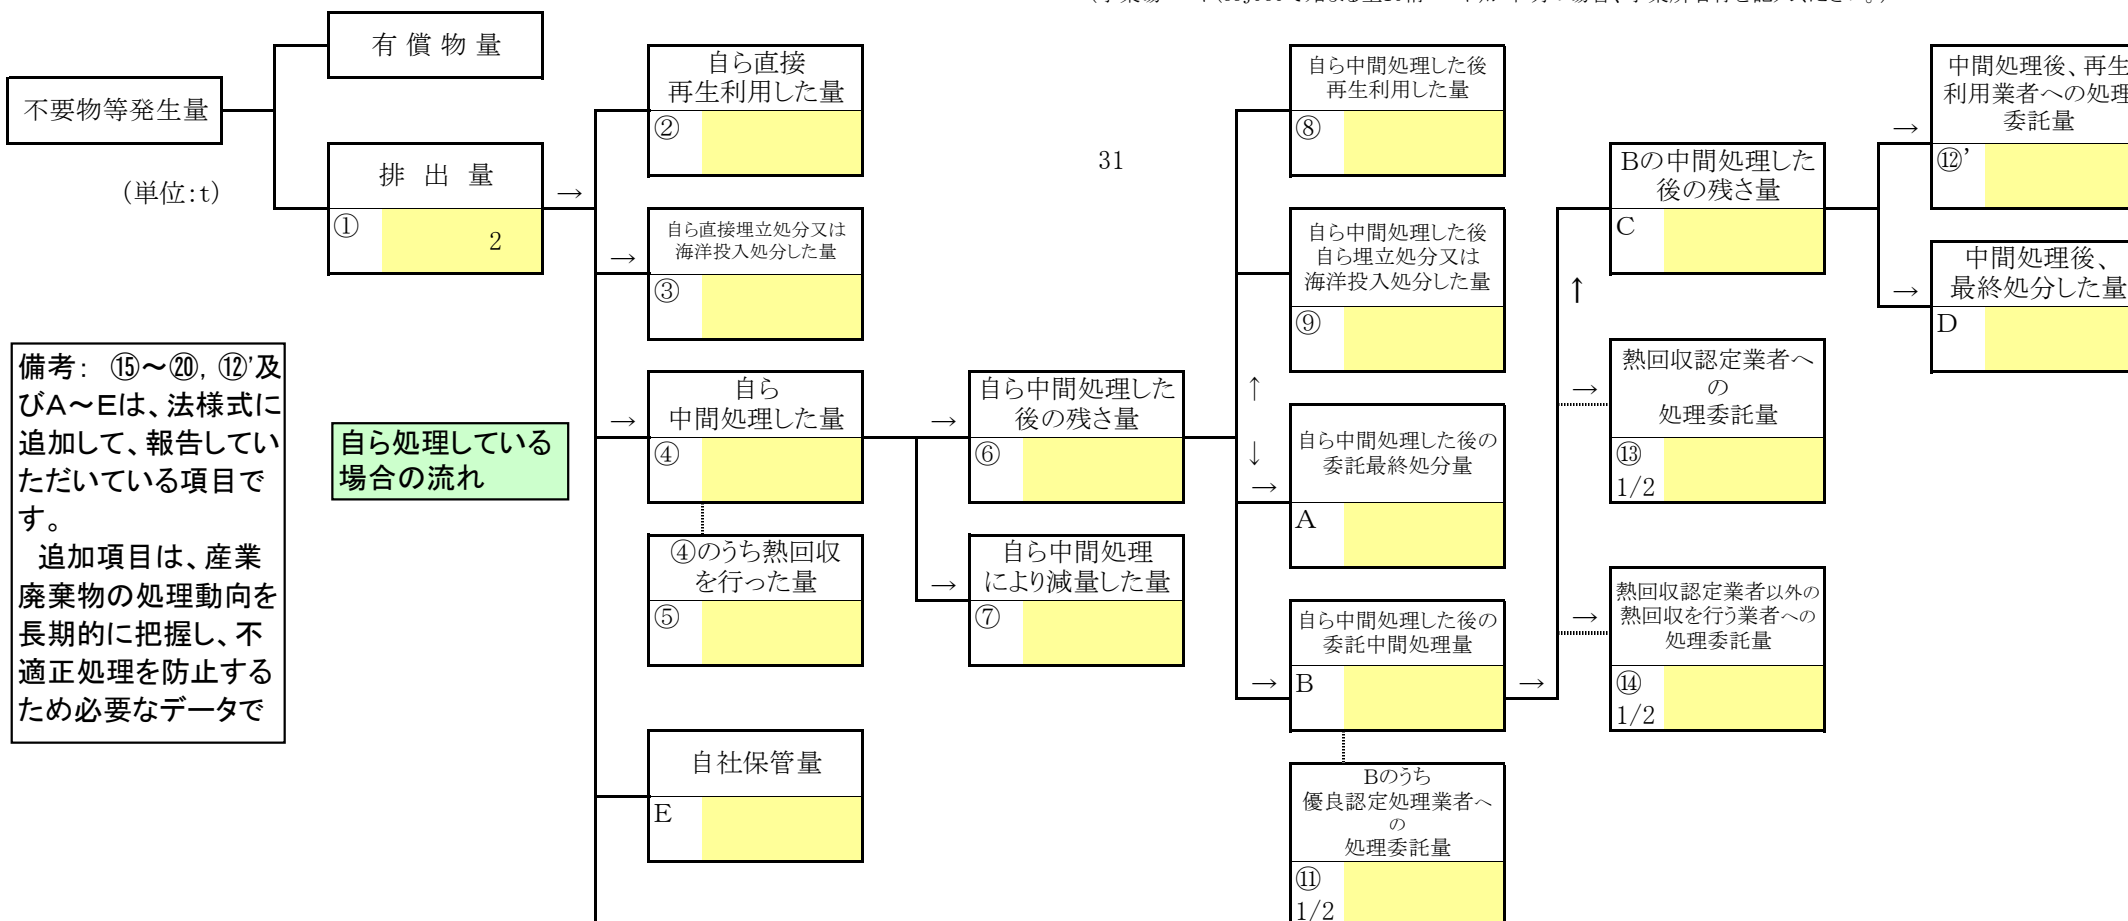 有 償 物 量
不要物等発生量
(単位:t)
排 出 量
→
①
2
自ら直接
再生利用した量
②
自ら直接埋立処分又は
海洋投入処分した量
→
③
自ら
中間処理した量
→
④
④のうち熱回収
を行った量
⑤
自社保管量
E
備考: ⑮～⑳, ⑫'及
びA～Eは、法様式に
追加して、報告してい
ただいている項目で
す。
追加項目は、産業
廃棄物の処理動向を
長期的に把握し、不
適正処理を防止する
ため必要なデータで
自ら処理している
場合の流れ
→
自ら中間処理した
後の残さ量
⑥
→
自ら中間処理
により減量した量
⑦
31
自ら中間処理した後
再生利用した量
⑧
自ら中間処理した後
自ら埋立処分又は
海洋投入処分した量
⑨
↑
↓
→
自ら中間処理した後の
委託最終処分量
A
自ら中間処理した後の
委託中間処理量
→
B
→
Bのうち
優良認定処理業者へ
の
処理委託量
⑪
1/2
Bの中間処理した
後の残さ量
C
↑
熱回収認定業者へ
の
処理委託量
→
⑬
1/2
熱回収認定業者以外の
熱回収を行う業者への
処理委託量
→
⑭
1/2
中間処理後、再生
利用業者への処理
委託量
→
⑫'
中間処理後、
最終処分した量
→
D